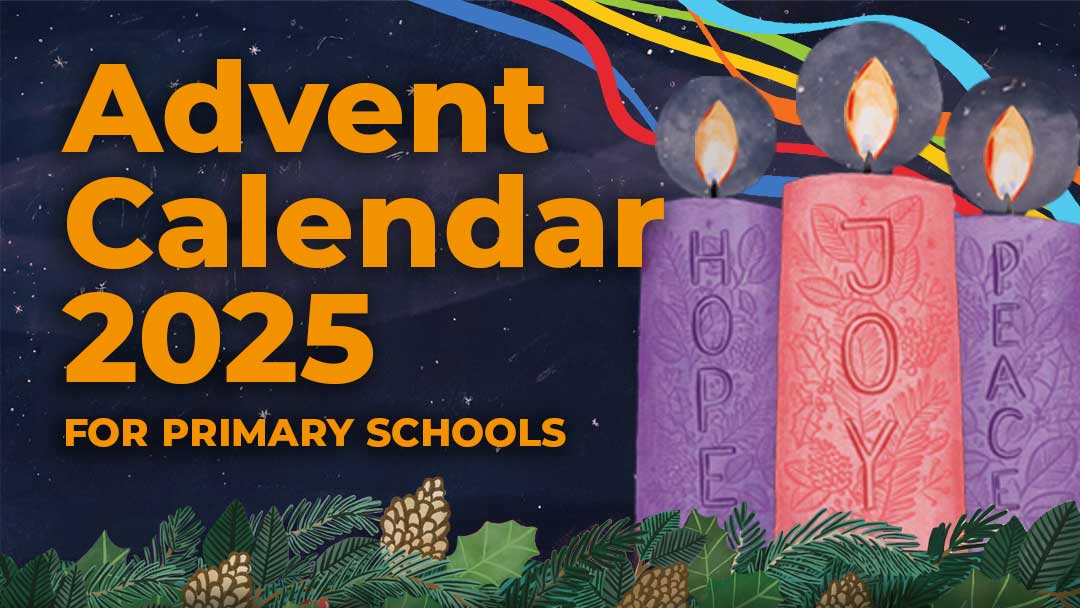 Advent
Calendar
2025
FOR PRIMARY SCHOOLS
HOPE
JOY
PEACE